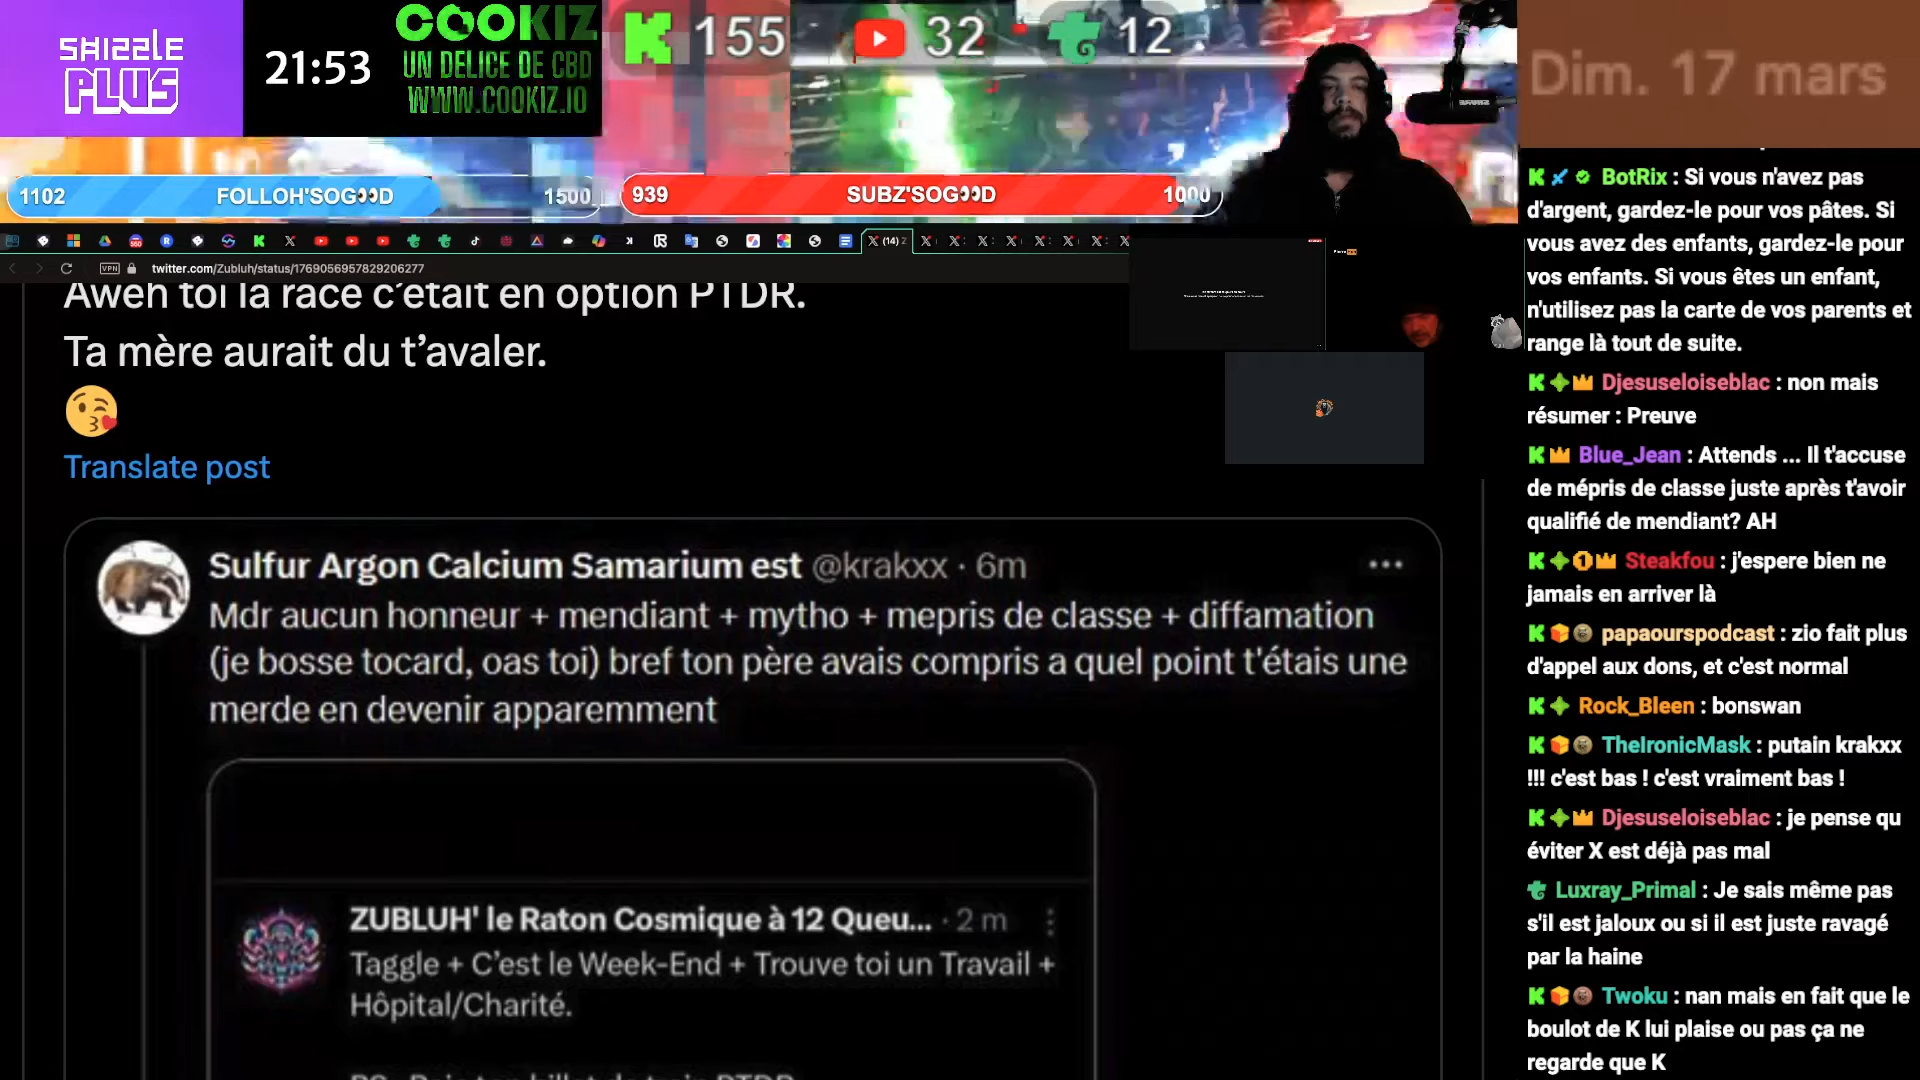 SHIZZLE
PLUS
21:53
COOKIZ
UN DELICE DE CBD
WWW.COOKIZ.IO
155
32
12
Dim. 17 mars
1102 FOLLOH'SOG👀D 1500
939 SUBZ'SOG👀D 1000
(14)
VPN twitter.com/Zubluh/status/1769056957829206277
Aweh toi la race c’était en option PTDR.
Ta mère aurait du t’avaler.
😘
Translate post
Sulfur Argon Calcium Samarium est @krakxx · 6m
Mdr aucun honneur + mendiant + mytho + mepris de classe + diffamation
(je bosse tocard, oas toi) bref ton père avais compris a quel point t'étais une
merde en devenir apparemment
ZUBLUH' le Raton Cosmique à 12 Queu... · 2 m
Taggle + C’est le Week-End + Trouve toi un Travail +
Hôpital/Charité.
BotRix : Si vous n'avez pas
d'argent, gardez-le pour vos pâtes. Si
vous avez des enfants, gardez-le pour
vos enfants. Si vous êtes un enfant,
n'utilisez pas la carte de vos parents et
range là tout de suite.
Djesuseloiseblac : non mais
résumer : Preuve
Blue_Jean : Attends ... Il t'accuse
de mépris de classe juste après t'avoir
qualifié de mendiant? AH
Steakfou : j'espere bien ne
jamais en arriver là
papaourspodcast : zio fait plus
d'appel aux dons, et c'est normal
Rock_Bleen : bonswan
TheIronicMask : putain krakxx
!!! c'est bas ! c'est vraiment bas !
Djesuseloiseblac : je pense qu
éviter X est déjà pas mal
Luxray_Primal : Je sais même pas
s'il est jaloux ou si il est juste ravagé
par la haine
Twoku : nan mais en fait que le
boulot de K lui plaise ou pas ça ne
regarde que K